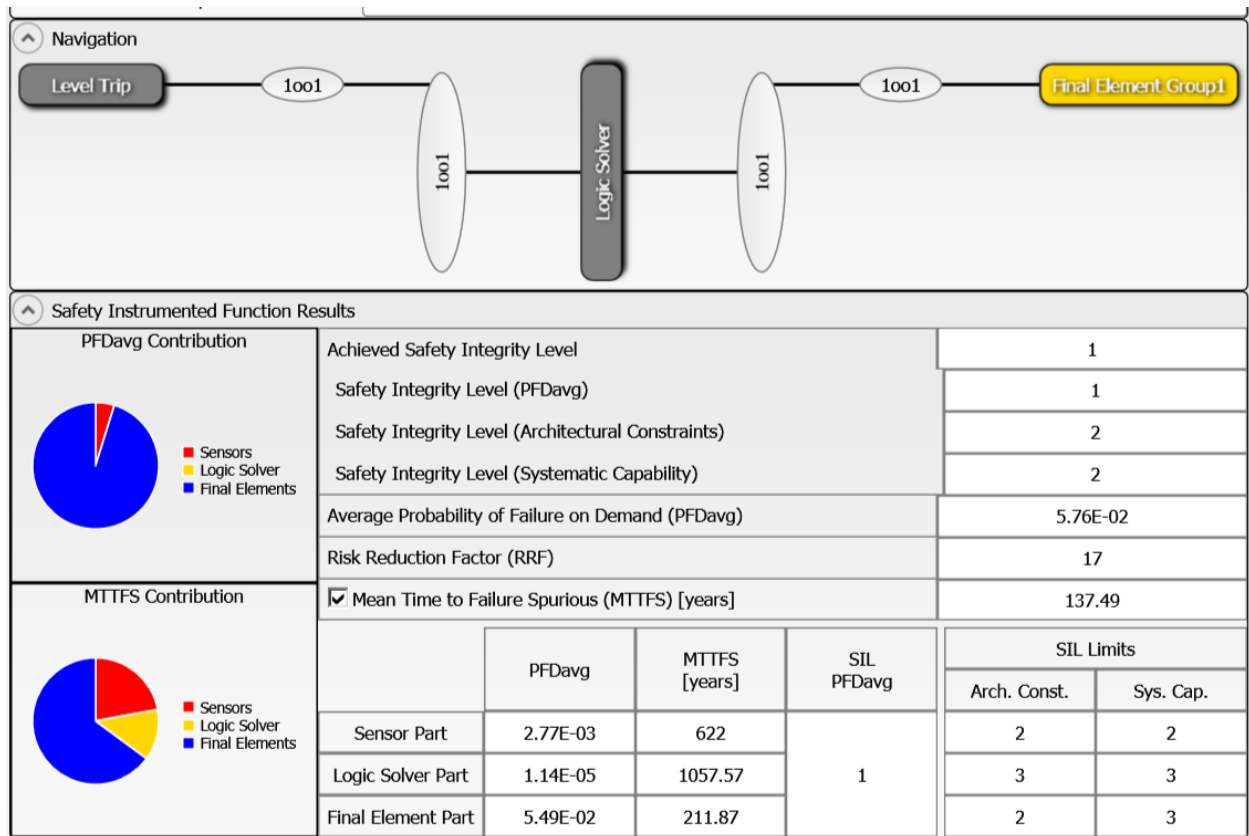 Navigation
Level Trip
1oo1
1oo1
Logic Solver
1oo1
1oo1
Final Element Group1
Safety Instrumented Function Results
PFDavg Contribution
Sensors
Logic Solver
Final Elements
MTTFS Contribution
Sensors
Logic Solver
Final Elements
Achieved Safety Integrity Level 1
Safety Integrity Level (PFDavg) 1
Safety Integrity Level (Architectural Constraints) 2
Safety Integrity Level (Systematic Capability) 2
Average Probability of Failure on Demand (PFDavg) 5.76E-02
Risk Reduction Factor (RRF) 17
Mean Time to Failure Spurious (MTTFS) [years] 137.49
PFDavg MTTFS [years] SIL PFDavg SIL Limits
Arch. Const. Sys. Cap.
Sensor Part 2.77E-03 622 2 2
Logic Solver Part 1.14E-05 1057.57 1 3 3
Final Element Part 5.49E-02 211.87 2 3